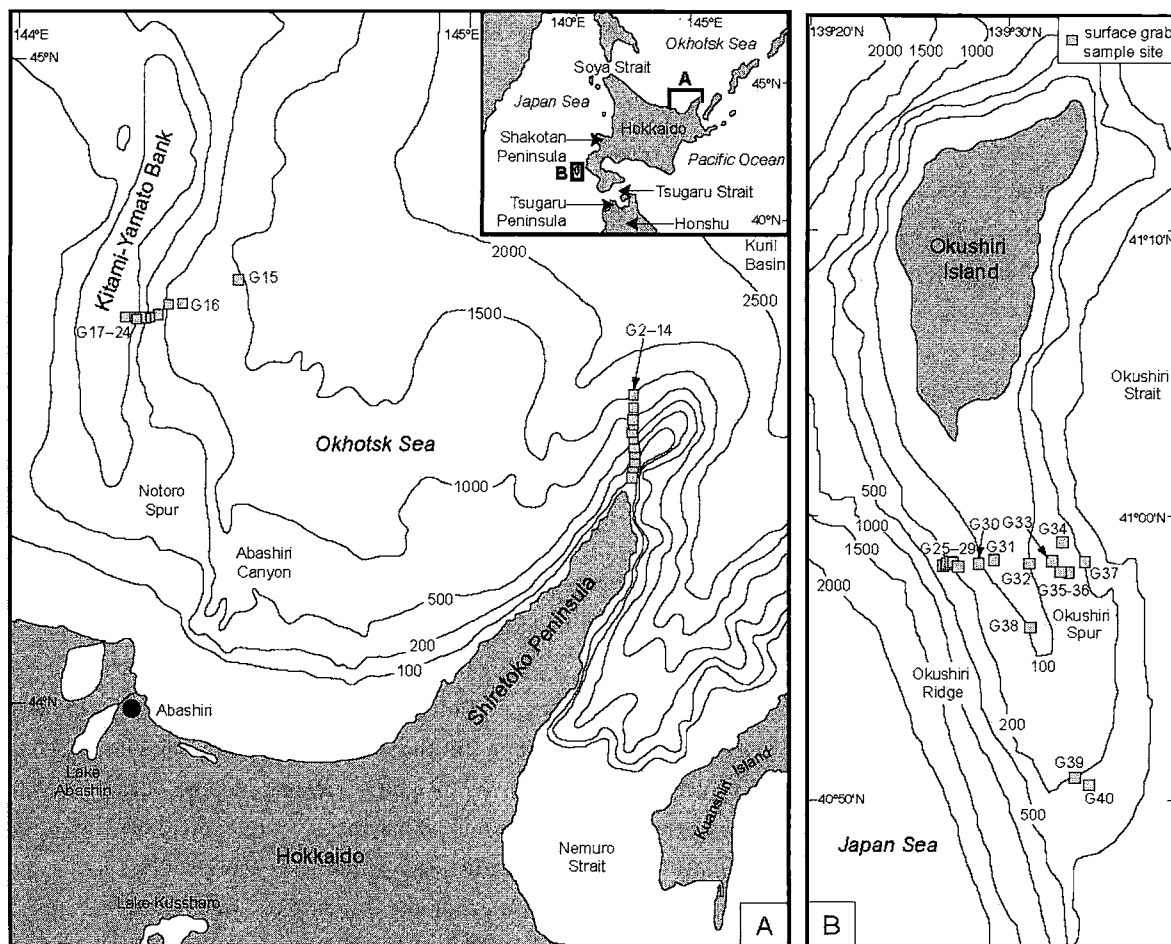 144°E
145°E
45°N
140°E
145°E
Okhotsk Sea
Soya Strait
45°N
A
Japan Sea
Hokkaido
Shakotan
Peninsula
Pacific Ocean
B
Tsugaru Strait
Tsugaru
Peninsula
40°N
Honshu
Kitami-Yamato Bank
2000
Kuril
Basin
2500
G15
G16
1500
G17–24
G2–14
Okhotsk Sea
1000
Notoro
Spur
Abashiri
Canyon
500
200
100
Shiretoko Peninsula
44°N
Abashiri
Lake
Abashiri
Kuanshiri Island
Hokkaido
Nemuro
Strait
Lake Kussharo
A
139°20
139°30
2000
1500
1000
surface grab
sample site
41°10
Okushiri
Island
Okushiri
Strait
500
41°00
1000
1500
G30
G33
G34
G25–29
G31
G37
2000
G32
G35-36
G38
Okushiri
Spur
100
Okushiri
Ridge
200
G39
G40
40°50
500
Japan Sea
B